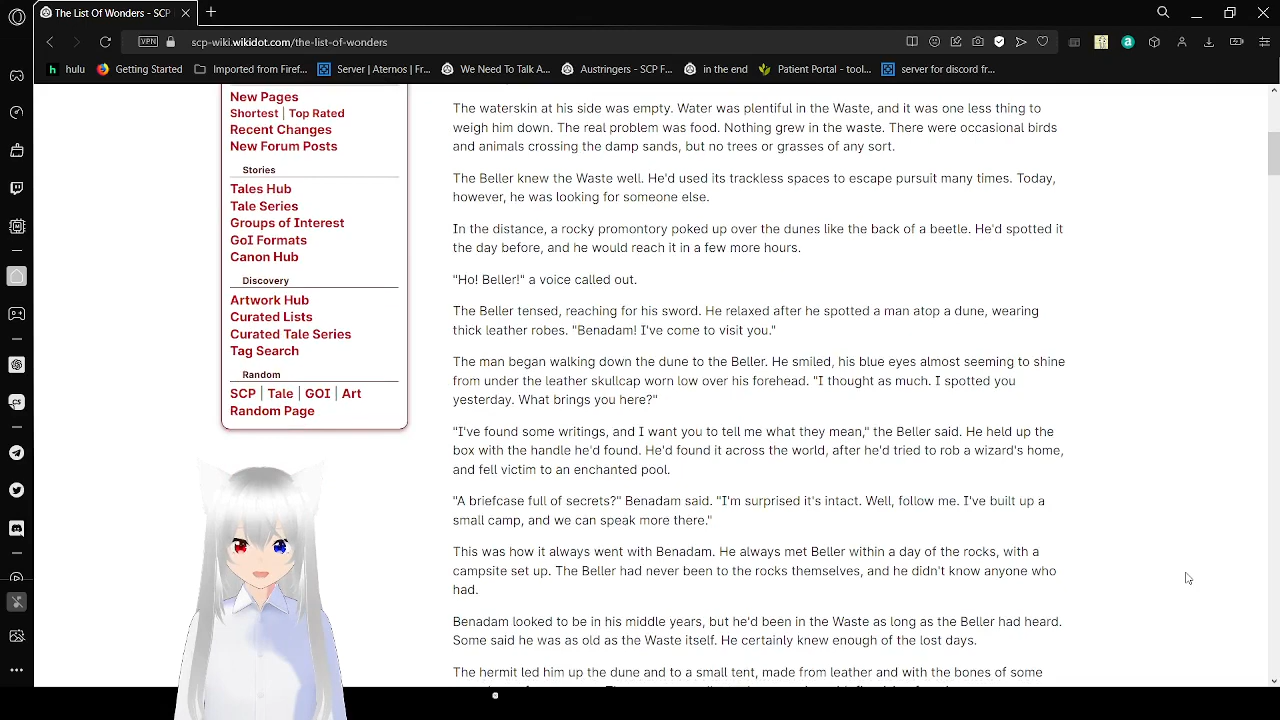 The List Of Wonders - SCP
VPN
scp-wiki.wikidot.com/the-list-of-wonders
hulu
Getting Started
Imported from Firef...
Server | Aternos | Fr...
We Need To Talk A...
Austringers - SCP F...
in the end
Patient Portal - tool...
server for discord fr...
New Pages
Shortest | Top Rated
Recent Changes
New Forum Posts
Stories
Tales Hub
Tale Series
Groups of Interest
GoI Formats
Canon Hub
Discovery
Artwork Hub
Curated Lists
Curated Tale Series
Tag Search
Random
SCP | Tale | GOI | Art
Random Page
The waterskin at his side was empty. Water was plentiful in the Waste, and it was one less thing to
weigh him down. The real problem was food. Nothing grew in the waste. There were occasional birds
and animals crossing the damp sands, but no trees or grasses of any sort.
The Beller knew the Waste well. He'd used its trackless spaces to escape pursuit many times. Today,
however, he was looking for someone else.
In the distance, a rocky promontory poked up over the dunes like the back of a beetle. He'd spotted it
the day before, and he would reach it in a few more hours.
"Ho! Beller!" a voice called out.
The Beller tensed, reaching for his sword. He relaxed after he spotted a man atop a dune, wearing
thick leather robes. "Benadam! I've come to visit you."
The man began walking down the dune to the Beller. He smiled, his blue eyes almost seeming to shine
from under the leather skullcap worn low over his forehead. "I thought as much. I spotted you
yesterday. What brings you here?"
"I've found some writings, and I want you to tell me what they mean," the Beller said. He held up the
box with the handle he'd found. He'd found it across the world, after he'd tried to rob a wizard's home,
and fell victim to an enchanted pool.
"A briefcase full of secrets?" Benadam said. "I'm surprised it's intact. Well, follow me. I've built up a
small camp, and we can speak more there."
This was how it always went with Benadam. He always met Beller within a day of the rocks, with a
campsite set up. The Beller had never been to the rocks themselves, and he didn't know anyone who
had.
Benadam looked to be in his middle years, but he'd been in the Waste as long as the Beller had heard.
Some said he was as old as the Waste itself. He certainly knew enough of the lost days.
The hermit led him up the dune and to a small tent, made from leather and with the bones of some